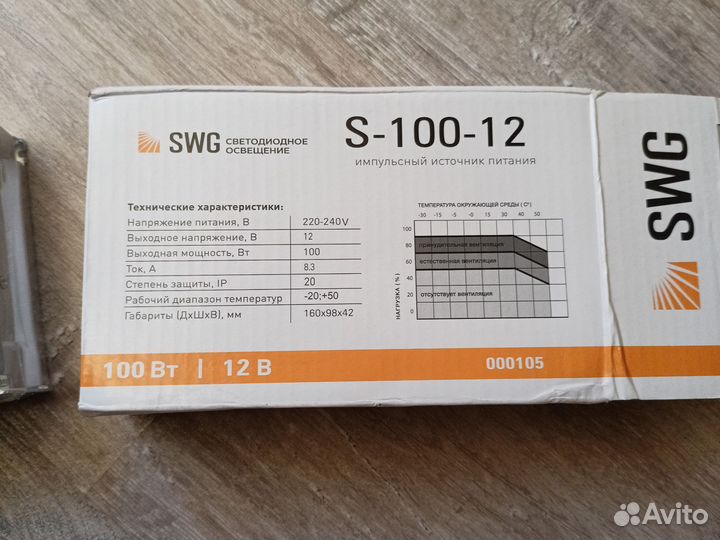 SWG СВЕТОДИОДНОЕ ОСВЕЩЕНИЕ
S-100-12
импульсный источник питания
Технические характеристики:
Напряжение питания, В 220-240V
Выходное напряжение, В 12
Выходная мощность, Вт 100
Ток, А 8.3
Степень защиты, IP 20
Рабочий диапазон температур -20;+50
Габариты (ДхШхВ), мм 160х98х42
ТЕМПЕРАТУРА ОКРУЖАЮЩЕЙ СРЕДЫ ( С°)
-30 -15 -5 -0 15 30 40 50
НАГРУЗКА ( % )
100
80
60
40
20
0
принудительная вентиляция
естественная вентиляция
отсутствует вентиляция
100 Вт | 12 В
000105
SWG
Avito